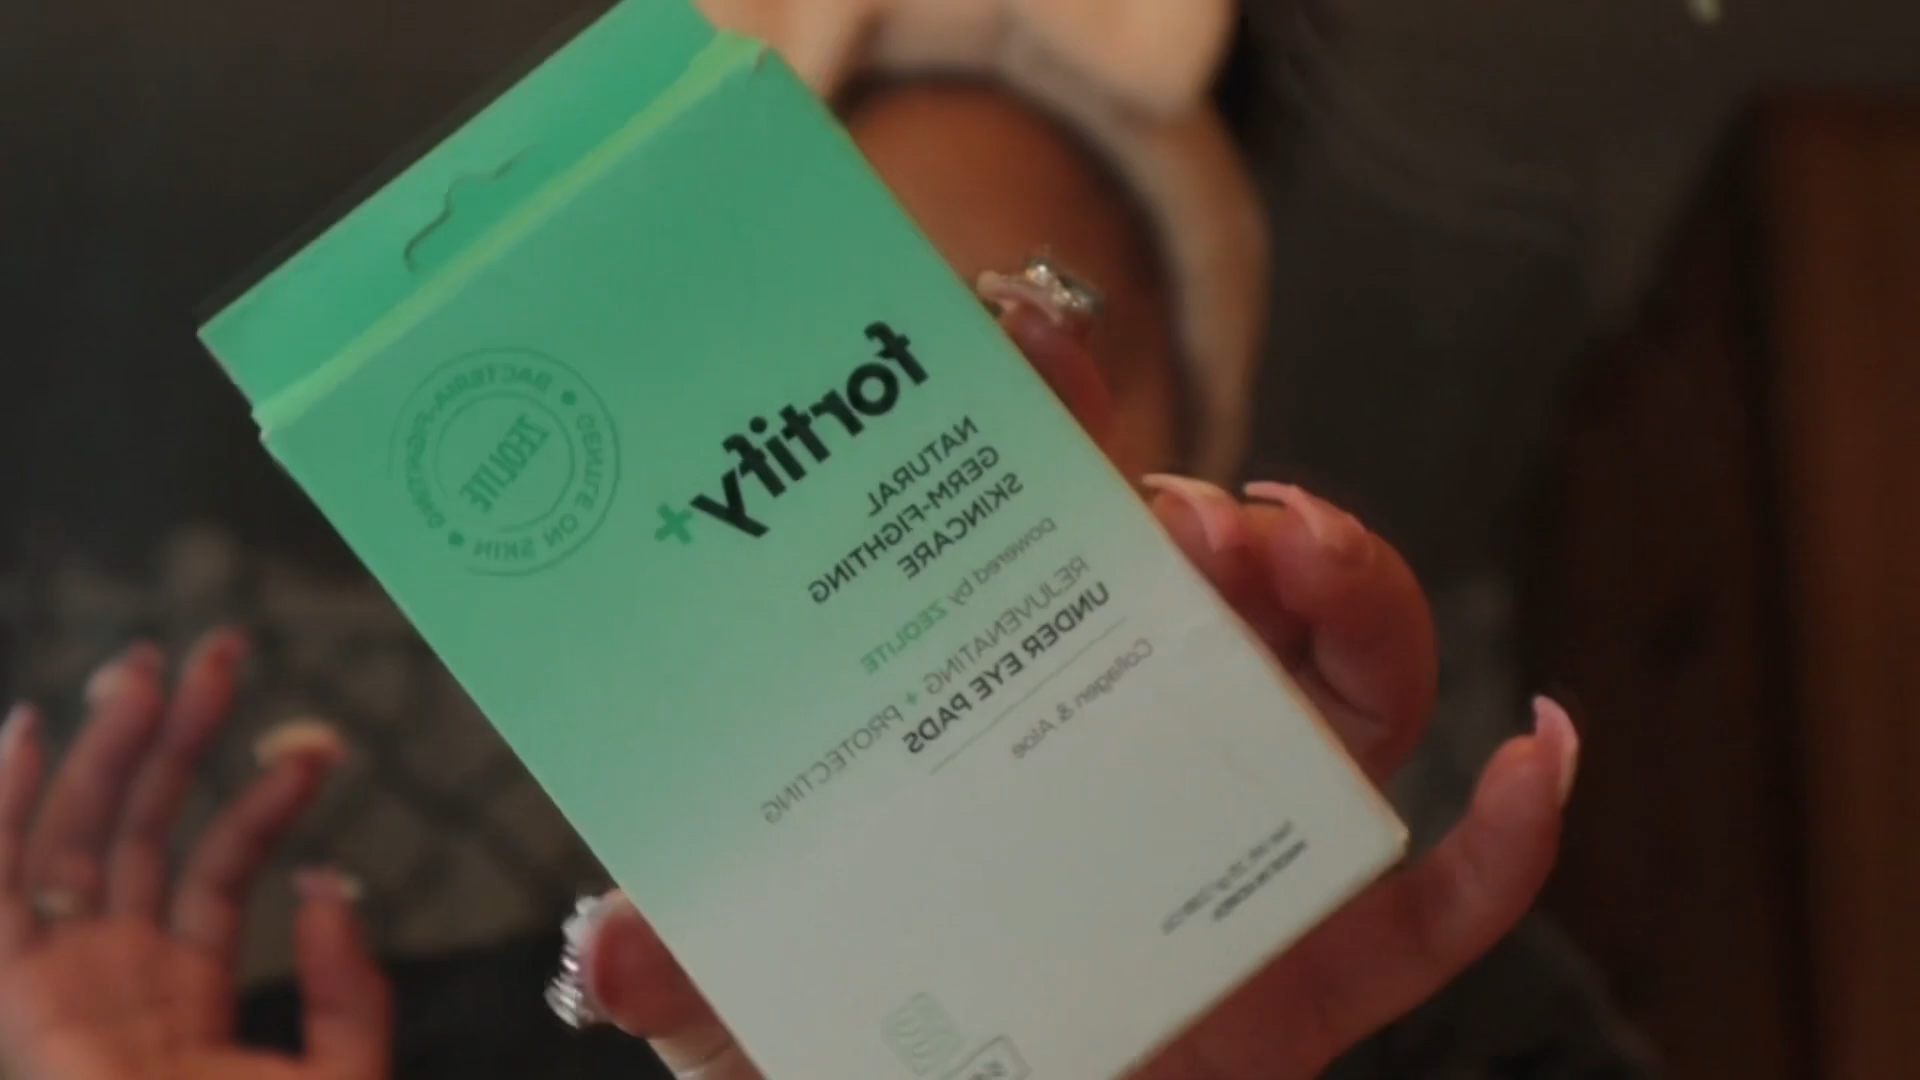 fortify+
NATURAL
GERM-FIGHTING
SKINCARE
powered by ZEOLITE
REJUVENATING + PROTECTING
UNDER EYE PADS
Collagen & Aloe
BACTERIA-FIGHTING
GENTLE ON SKIN
ZEOLITE